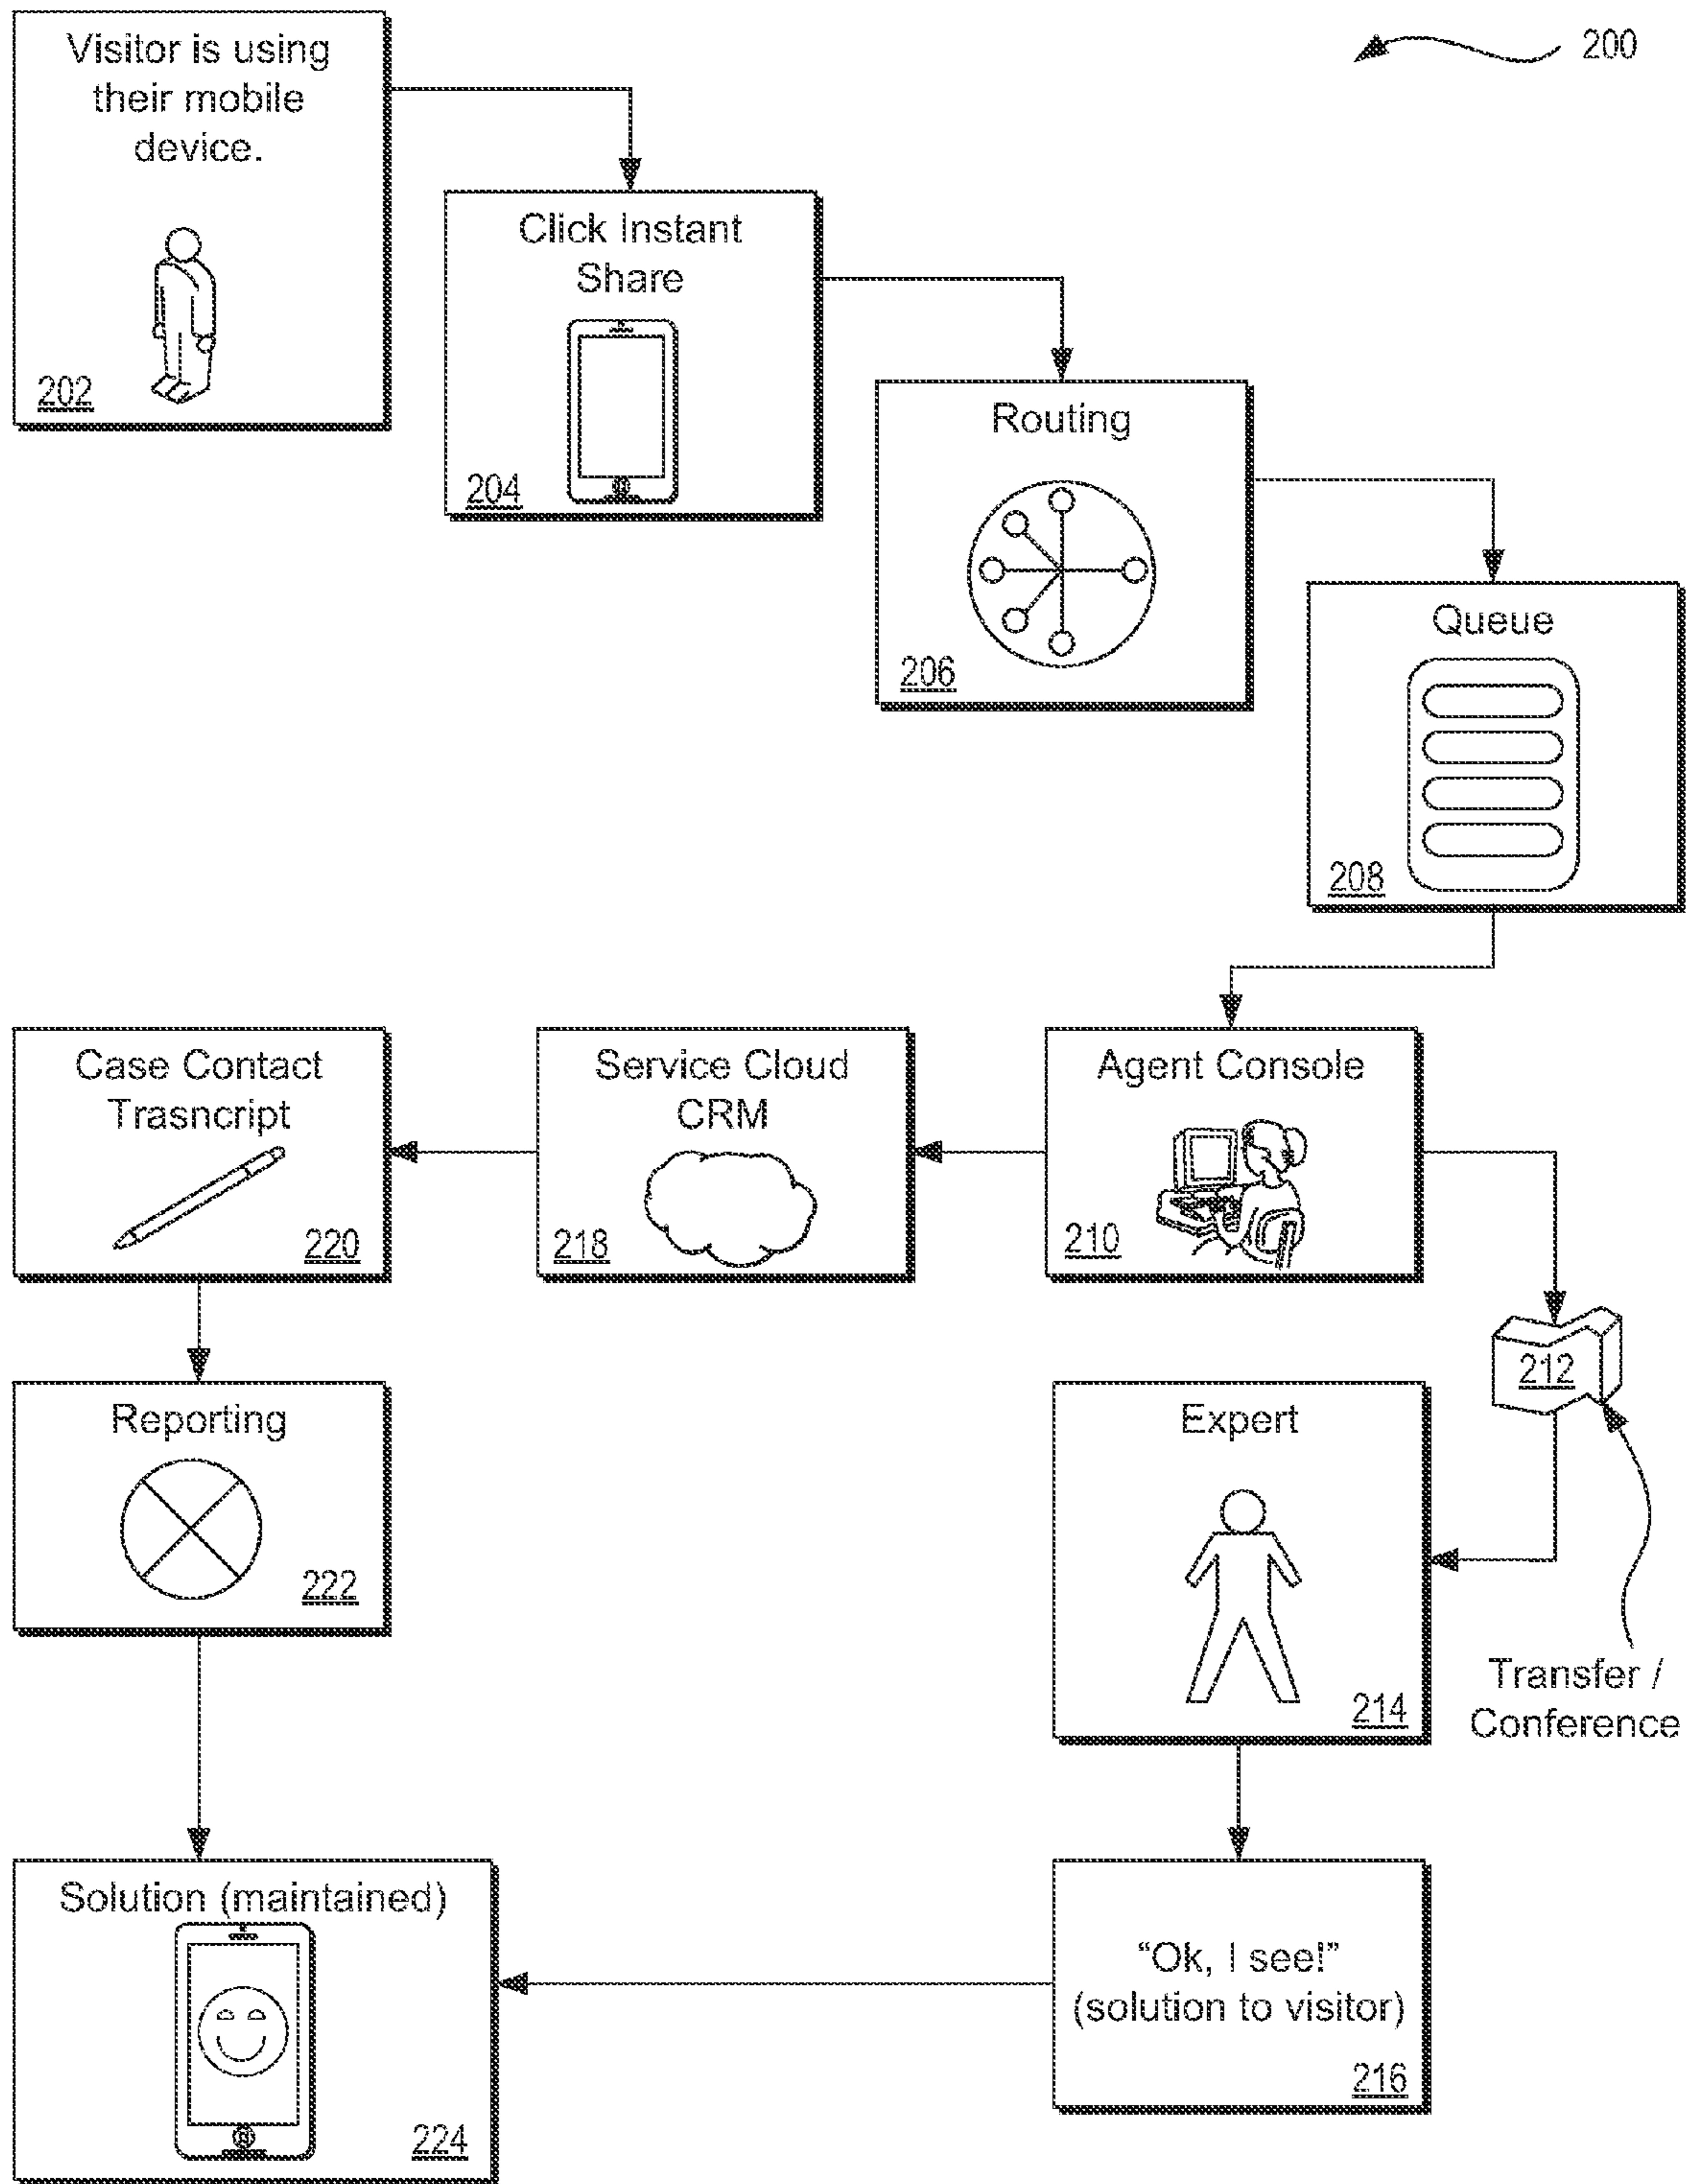 200
Visitor is using
their mobile
device.
202
Click Instant
Share
204
Routing
206
Queue
208
Case Contact
Trasncript
220
Service Cloud
CRM
218
Agent Console
210
212
Reporting
222
Expert
214
Transfer /
Conference
Solution (maintained)
224
“Ok, I see!”
(solution to visitor)
216